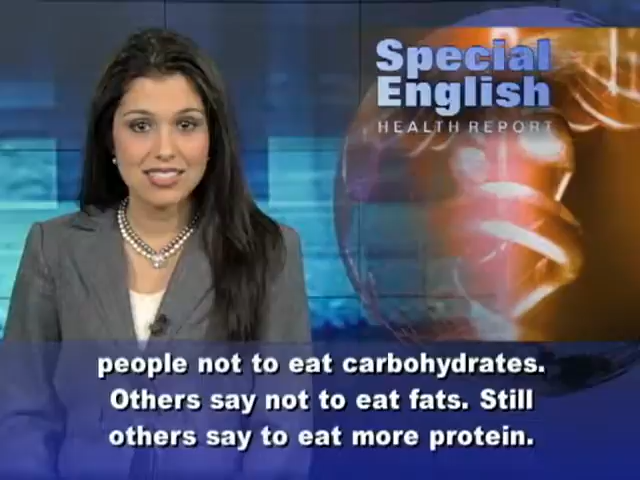 Special
English
HEALTH REPORT
people not to eat carbohydrates.
Others say not to eat fats. Still
others say to eat more protein.